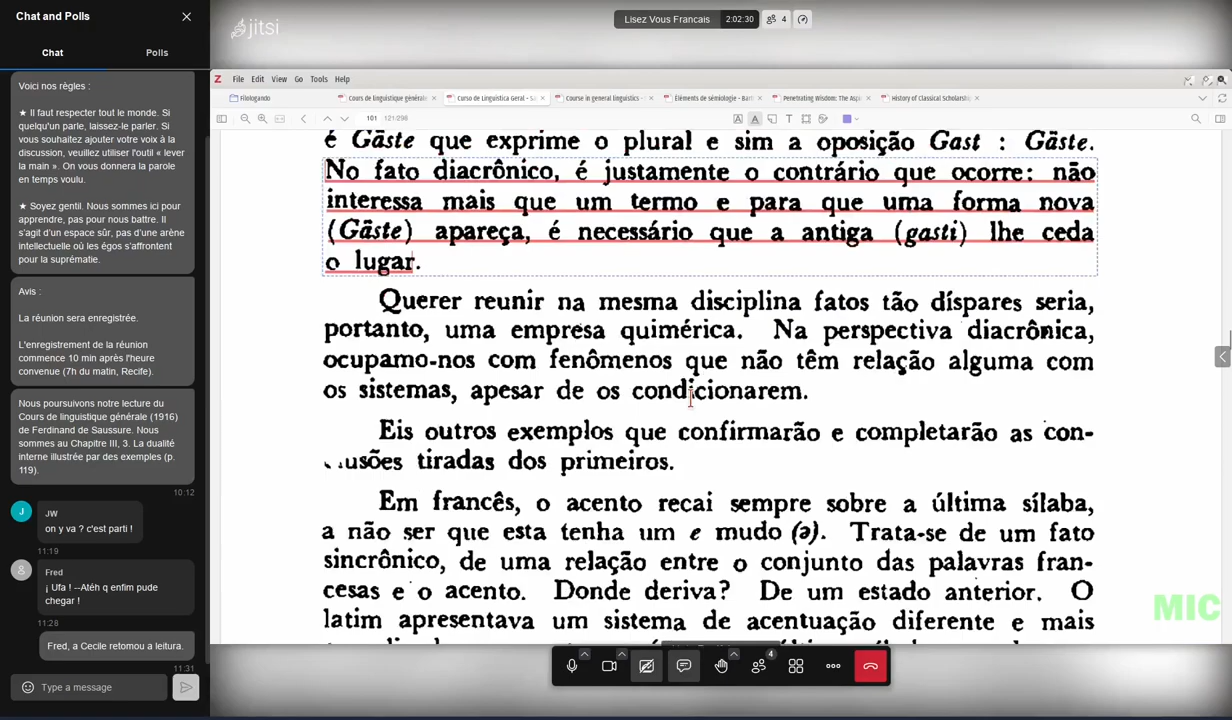 Chat and Polls
Chat
Polls
Voici nos règles :
★ Il faut respecter tout le monde. Si
quelqu'un parle, laissez-le parler. Si
vous souhaitez ajouter votre voix à la
discussion, veuillez utiliser l'outil « lever
la main ». On vous donnera la parole
en temps voulu.
★ Soyez gentil. Nous sommes ici pour
apprendre, pas pour nous battre. Il
s'agit d'un espace sûr, pas d'une arène
intellectuelle où les égos s'affrontent
pour la suprématie.
Avis :
La réunion sera enregistrée.
L'enregistrement de la réunion
commence 10 min après l'heure
convenue (7h du matin, Recife).
Nous poursuivons notre lecture du
Cours de linguistique générale (1916)
de Ferdinand de Saussure. Nous
sommes au Chapitre III, 3. La dualité
interne illustrée par des exemples (p.
119).
10:12
J
JW
on y va ? c'est parti !
11:19
Fred
¡ Ufa ! --Atéh q enfim pude
chegar !
11:28
Fred, a Cecile retomou a leitura.
11:31
Type a message
jitsi
Lisez Vous Francais
2:02:30
4
Z File Edit View Go Tools Help
Filologando
Cours de linguistique générale
Curso de Linguistica Geral - Sa
Course in general linguistics -
Éléments de sémiologie - Bart
Penetrating Wisdom: The Asp
History of Classical Scholarship
101 121/298
é Gäste que exprime o plural e sim a oposição Gast : Gäste.
No fato diacrônico, é justamente o contrário que ocorre: não
interessa mais que um termo e para que uma forma nova
(Gäste) apareça, é necessário que a antiga (gasti) lhe ceda
o lugar.
Querer reunir na mesma disciplina fatos tão díspares seria,
portanto, uma empresa quimérica. Na perspectiva diacrônica,
ocupamo-nos com fenômenos que não têm relação alguma com
os sistemas, apesar de os condicionarem.
Eis outros exemplos que confirmarão e completarão as con-
usões tiradas dos primeiros.
Em francês, o acento recai sempre sobre a última sílaba,
a não ser que esta tenha um e mudo (ə). Trata-se de um fato
sincrônico, de uma relação entre o conjunto das palavras fran-
cesas e o acento. Donde deriva? De um estado anterior. O
latim apresentava um sistema de acentuação diferente e mais
4
MIC